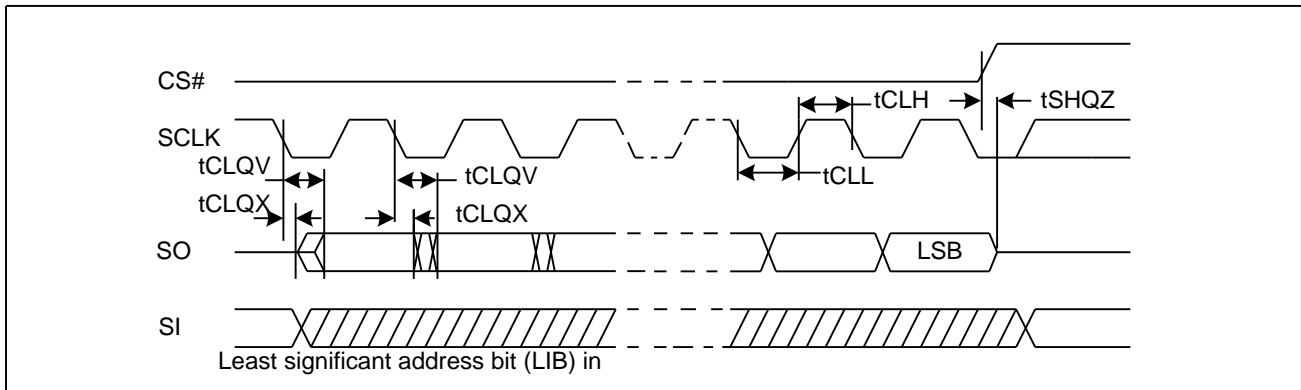 CS#
tCLH
tSHQZ
SCLK
tCLQV
tCLQV
tCLL
tCLQX
tCLQX
SO
LSB
SI
Least significant address bit (LIB) in